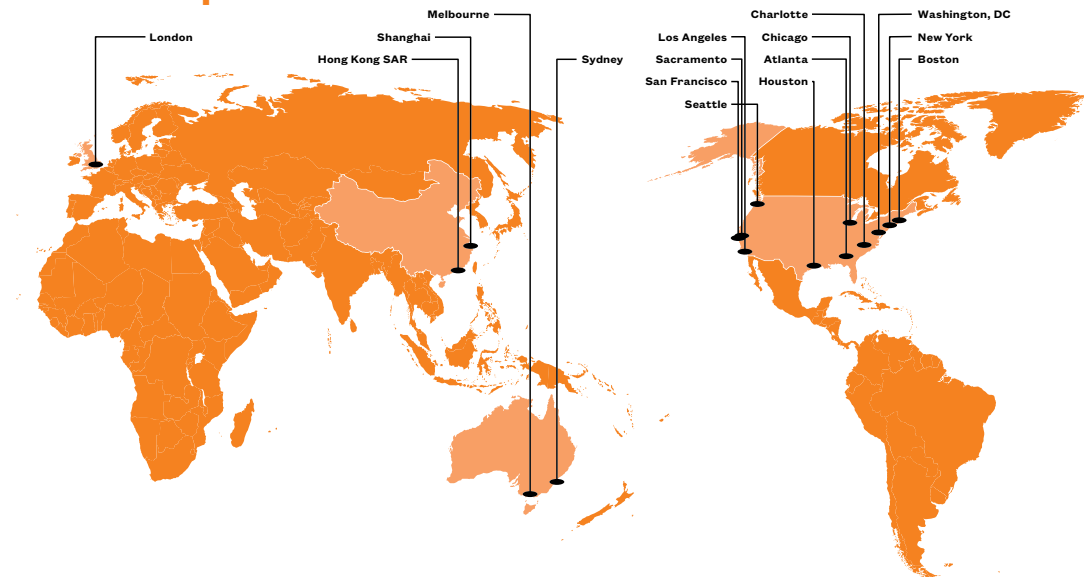 Melbourne
London
Shanghai
Hong Kong SAR
Sydney
Charlotte
Washington, DC
Los Angeles
Chicago
New York
Sacramento
Atlanta
Boston
San Francisco
Houston
Seattle